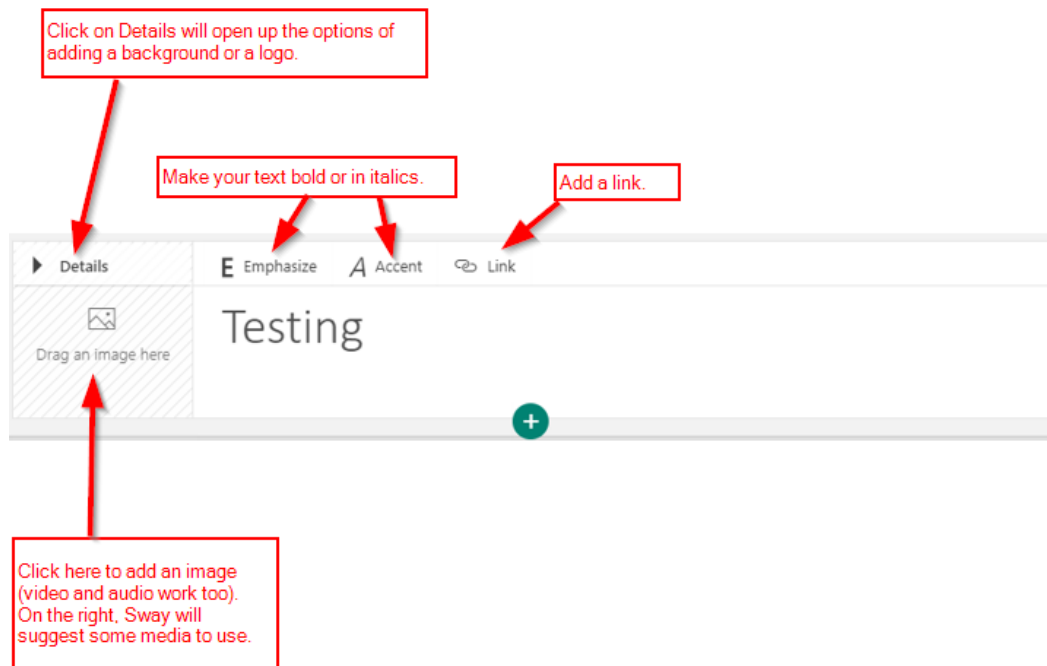 Click on Details will open up the options of
adding a background or a logo.
Make your text bold or in italics.
Add a link.
Details
E Emphasize A Accent Link
Drag an image here
Testing
Click here to add an image
(video and audio work too).
On the right, Sway will
suggest some media to use.